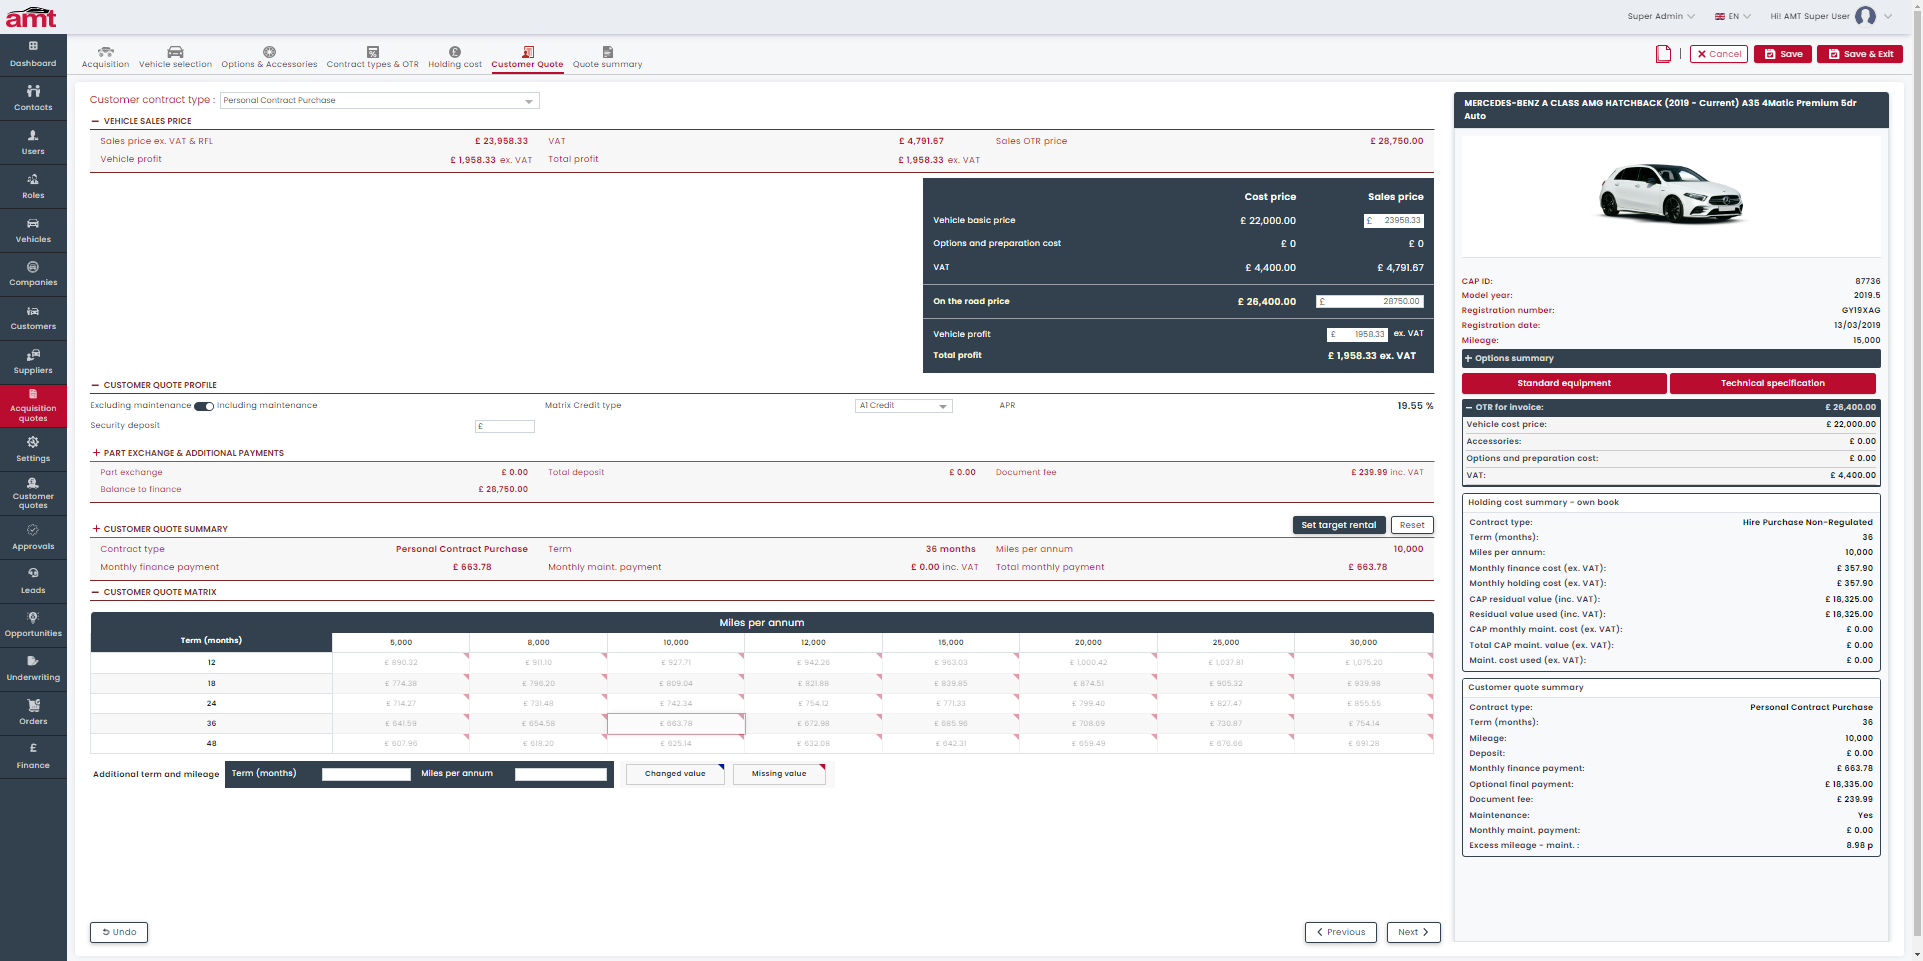 amt
Super Admin
EN
Hi! AMT Super User
Dashboard
Contacts
Users
Roles
Vehicles
Companies
Customers
Suppliers
Acquisition quotes
Settings
Customer quotes
Approvals
Leads
Opportunities
Underwriting
Orders
Finance
Acquisition
Vehicle selection
Options & Accessories
Contract types & OTR
Holding cost
Customer Quote
Quote summary
Cancel
Save
Save & Exit
Customer contract type : Personal Contract Purchase
VEHICLE SALES PRICE
Sales price ex. VAT & RFL £ 23,958.33 VAT £ 4,791.67 Sales OTR price £ 28,750.00
Vehicle profit £ 1,958.33 ex. VAT Total profit £ 1,958.33 ex. VAT
Cost price Sales price
Vehicle basic price £ 22,000.00 £ 23958.33
Options and preparation cost £ 0 £ 0
VAT £ 4,400.00 £ 4,791.67
On the road price £ 26,400.00 £ 28750.00
Vehicle profit £ 1958.33 ex. VAT
Total profit £ 1,958.33 ex. VAT
CUSTOMER QUOTE PROFILE
Excluding maintenance Including maintenance Matrix Credit type A1 Credit APR 19.55 %
Security deposit £
PART EXCHANGE & ADDITIONAL PAYMENTS
Part exchange £ 0.00 Total deposit £ 0.00 Document fee £ 239.99 inc. VAT
Balance to finance £ 28,750.00
CUSTOMER QUOTE SUMMARY Set target rental Reset
Contract type Personal Contract Purchase Term 36 months Miles per annum 10,000
Monthly finance payment £ 663.78 Monthly maint. payment £ 0.00 inc. VAT Total monthly payment £ 663.78
CUSTOMER QUOTE MATRIX
Miles per annum
Term (months) 5,000 8,000 10,000 12,000 15,000 20,000 25,000 30,000
12 £ 890.32 £ 911.10 £ 927.71 £ 942.26 £ 963.03 £ 1,000.42 £ 1,037.81 £ 1,075.20
18 £ 774.38 £ 796.20 £ 809.04 £ 821.88 £ 839.85 £ 874.51 £ 905.32 £ 939.98
24 £ 714.27 £ 731.48 £ 742.34 £ 754.12 £ 771.33 £ 799.40 £ 827.47 £ 855.55
36 £ 641.59 £ 654.58 £ 663.78 £ 672.98 £ 685.96 £ 708.69 £ 730.87 £ 754.14
48 £ 607.96 £ 618.20 £ 625.14 £ 632.08 £ 642.31 £ 659.49 £ 676.66 £ 691.28
Additional term and mileage Term (months) Miles per annum Changed value Missing value
Undo
Previous
Next
MERCEDES-BENZ A CLASS AMG HATCHBACK (2019 - Current) A35 4Matic Premium 5dr
Auto
CAP ID: 87736
Model year: 2019.5
Registration number: GY19XAG
Registration date: 13/03/2019
Mileage: 15,000
Options summary
Standard equipment Technical specification
OTR for invoice: £ 26,400.00
Vehicle cost price: £ 22,000.00
Accessories: £ 0.00
Options and preparation cost: £ 0.00
VAT: £ 4,400.00
Holding cost summary - own book
Contract type: Hire Purchase Non-Regulated
Term (months): 36
Miles per annum: 10,000
Monthly finance cost (ex. VAT): £ 357.90
Monthly holding cost (ex. VAT): £ 357.90
CAP residual value (inc. VAT): £ 18,325.00
Residual value used (inc. VAT): £ 18,325.00
CAP monthly maint. cost (ex. VAT): £ 0.00
Total CAP maint. value (ex. VAT): £ 0.00
Maint. cost used (ex. VAT): £ 0.00
Customer quote summary
Contract type: Personal Contract Purchase
Term (months): 36
Mileage: 10,000
Deposit: £ 0.00
Monthly finance payment: £ 663.78
Optional final payment: £ 18,335.00
Document fee: £ 239.99
Maintenance: Yes
Monthly maint. payment: £ 0.00
Excess mileage - maint. : 8.98 p